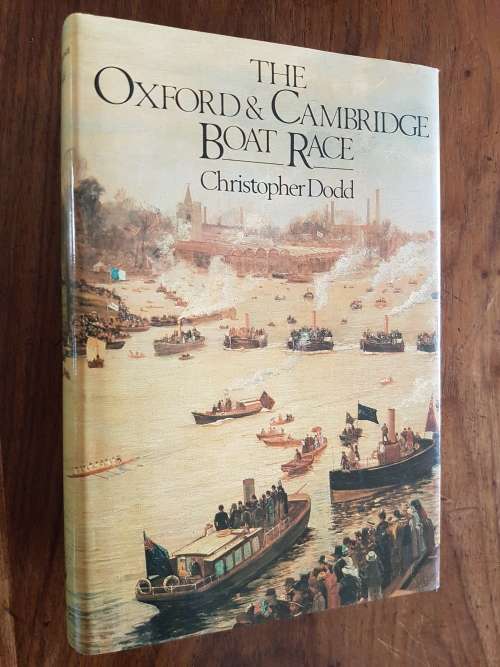 THE
OXFORD & CAMBRIDGE
BOAT RACE
Christopher Dodd